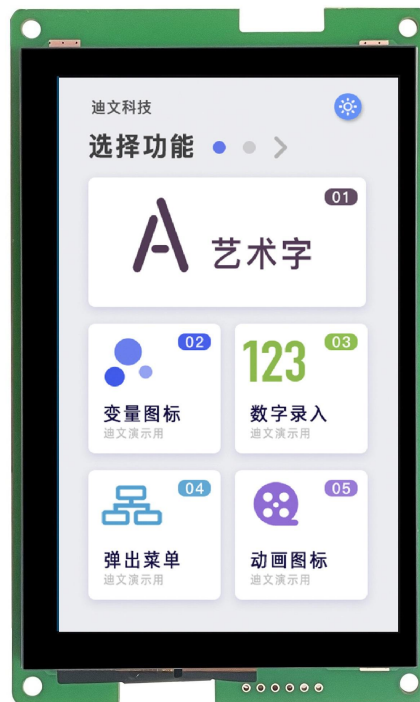 迪文科技
选择功能
01
A 艺术字
02
变量图标
迪文演示用
123
03
数字录入
迪文演示用
04
弹出菜单
迪文演示用
05
动画图标
迪文演示用